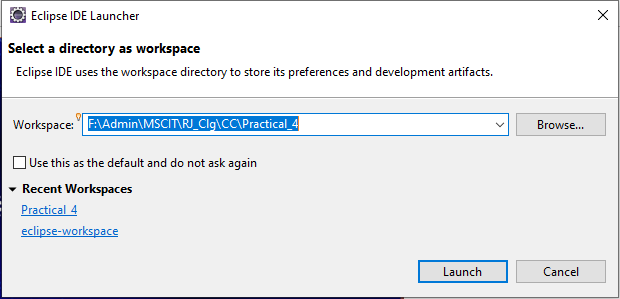 Eclipse IDE Launcher
Select a directory as workspace
Eclipse IDE uses the workspace directory to store its preferences and development artifacts.
Workspace: F:\Admin\MSCIT\RJ_Clg\CC\Practical_4 Browse...
Use this as the default and do not ask again
Recent Workspaces
Practical_4
eclipse-workspace
Launch Cancel